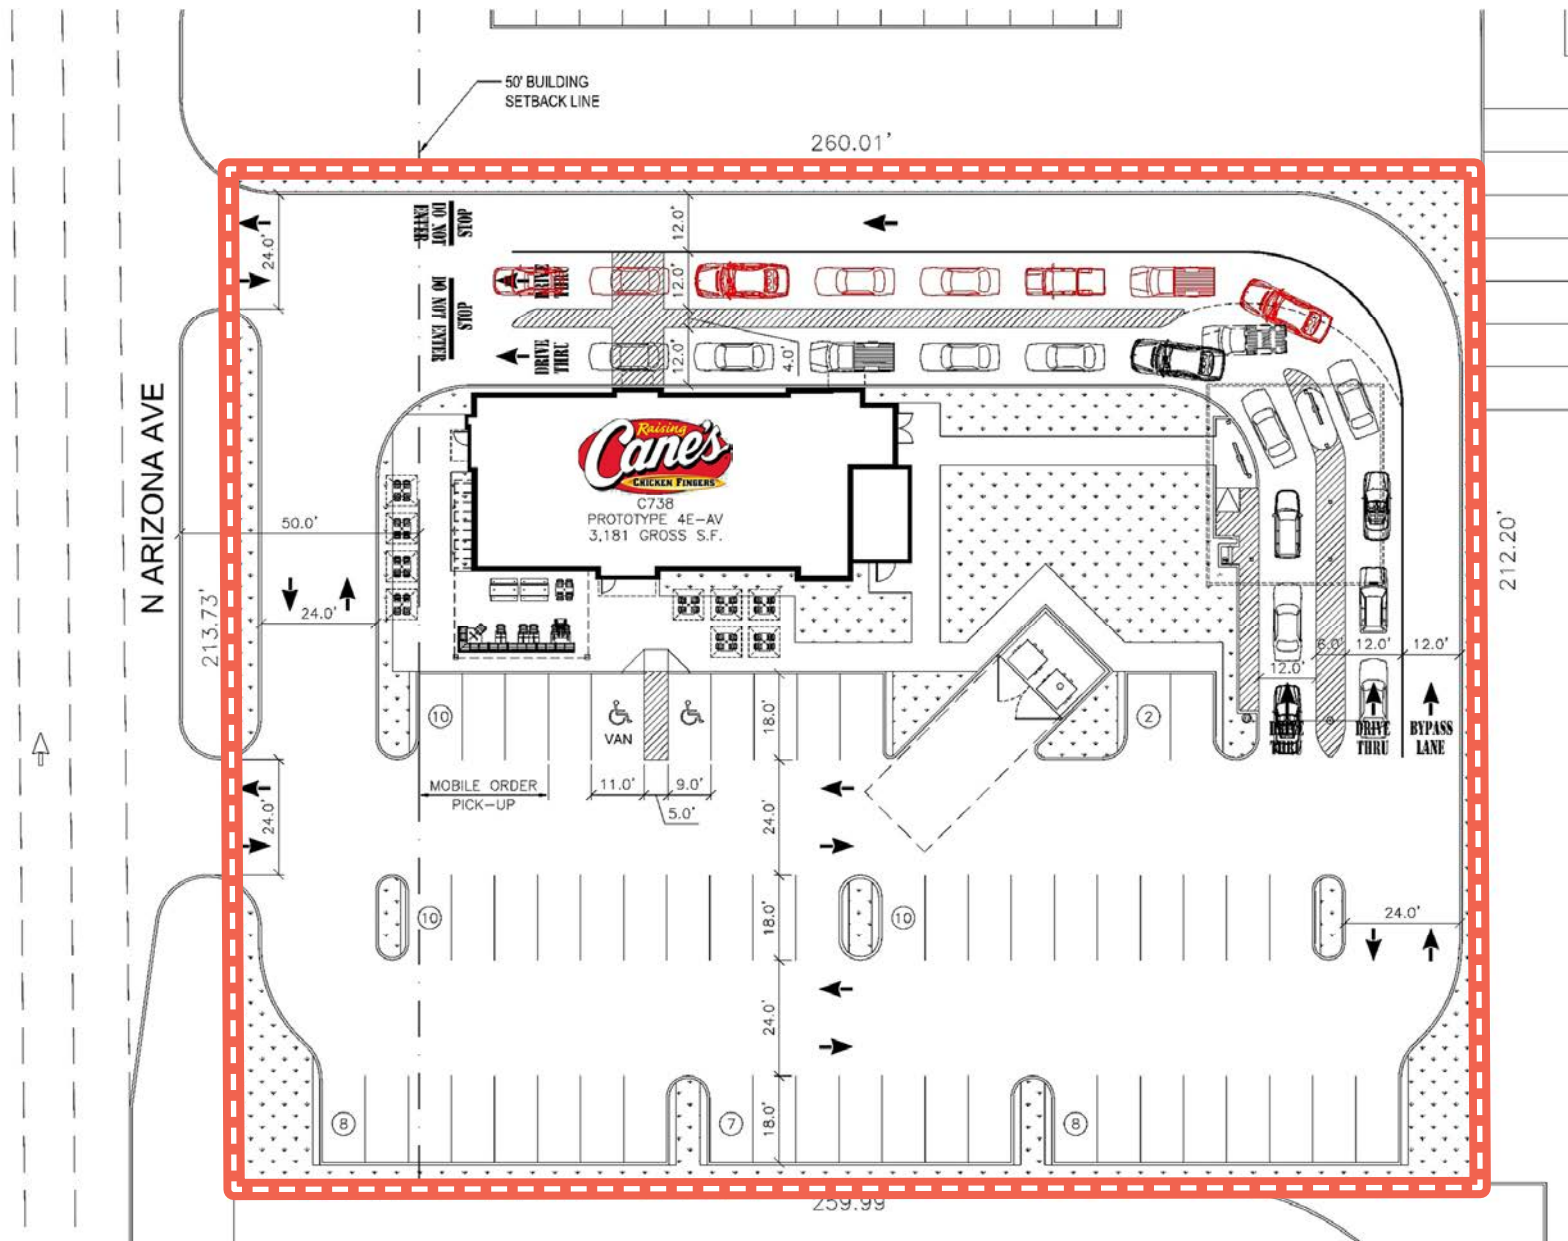 50' BUILDING
SETBACK LINE
260.01'
24.0'
STOP
DO NOT
ENTER
12.0'
DRIVE
THRU
12.0'
STOP
DO NOT ENTER
DRIVE
THRU
12.0'
4.0'
N ARIZONA AVE
Raising
Cane's
CHICKEN FINGERS
C738
PROTOTYPE 4E-AV
3,181 GROSS S.F.
50.0'
24.0'
213.73'
212.20'
6.0'
12.0'
12.0'
12.0'
10
VAN
18.0'
2
DRIVE
THRU
DRIVE
THRU
BYPASS
LANE
MOBILE ORDER
PICK-UP
11.0'
9.0'
5.0'
24.0'
24.0'
10
18.0'
10
24.0'
24.0'
8
7
18.0'
8
259.99